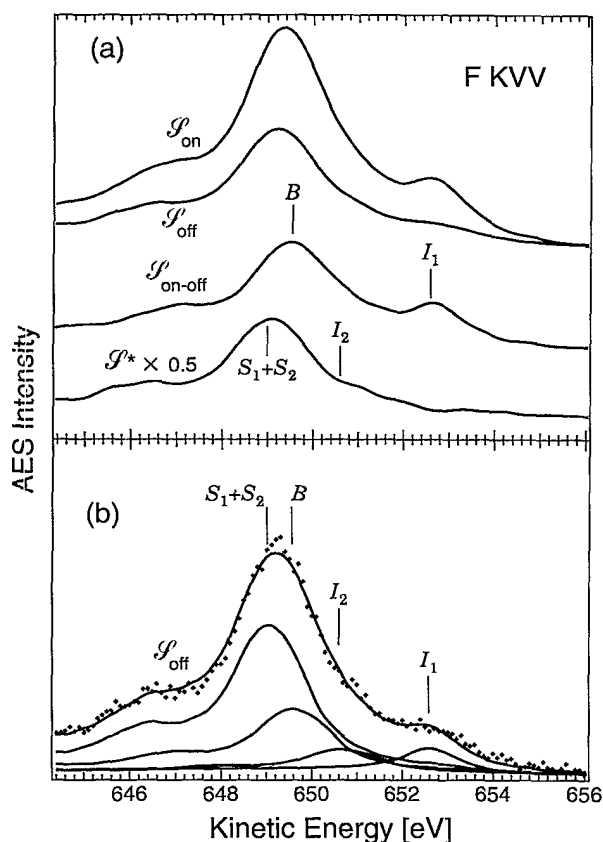 (a)
F KVV
𝒮on
𝒮off
B
𝒮on-off
I1
I2
𝒮* × 0.5
S1+S2
AES Intensity
(b)
S1+S2
B
I2
𝒮off
I1
646 648 650 652 654 656
Kinetic Energy [eV]